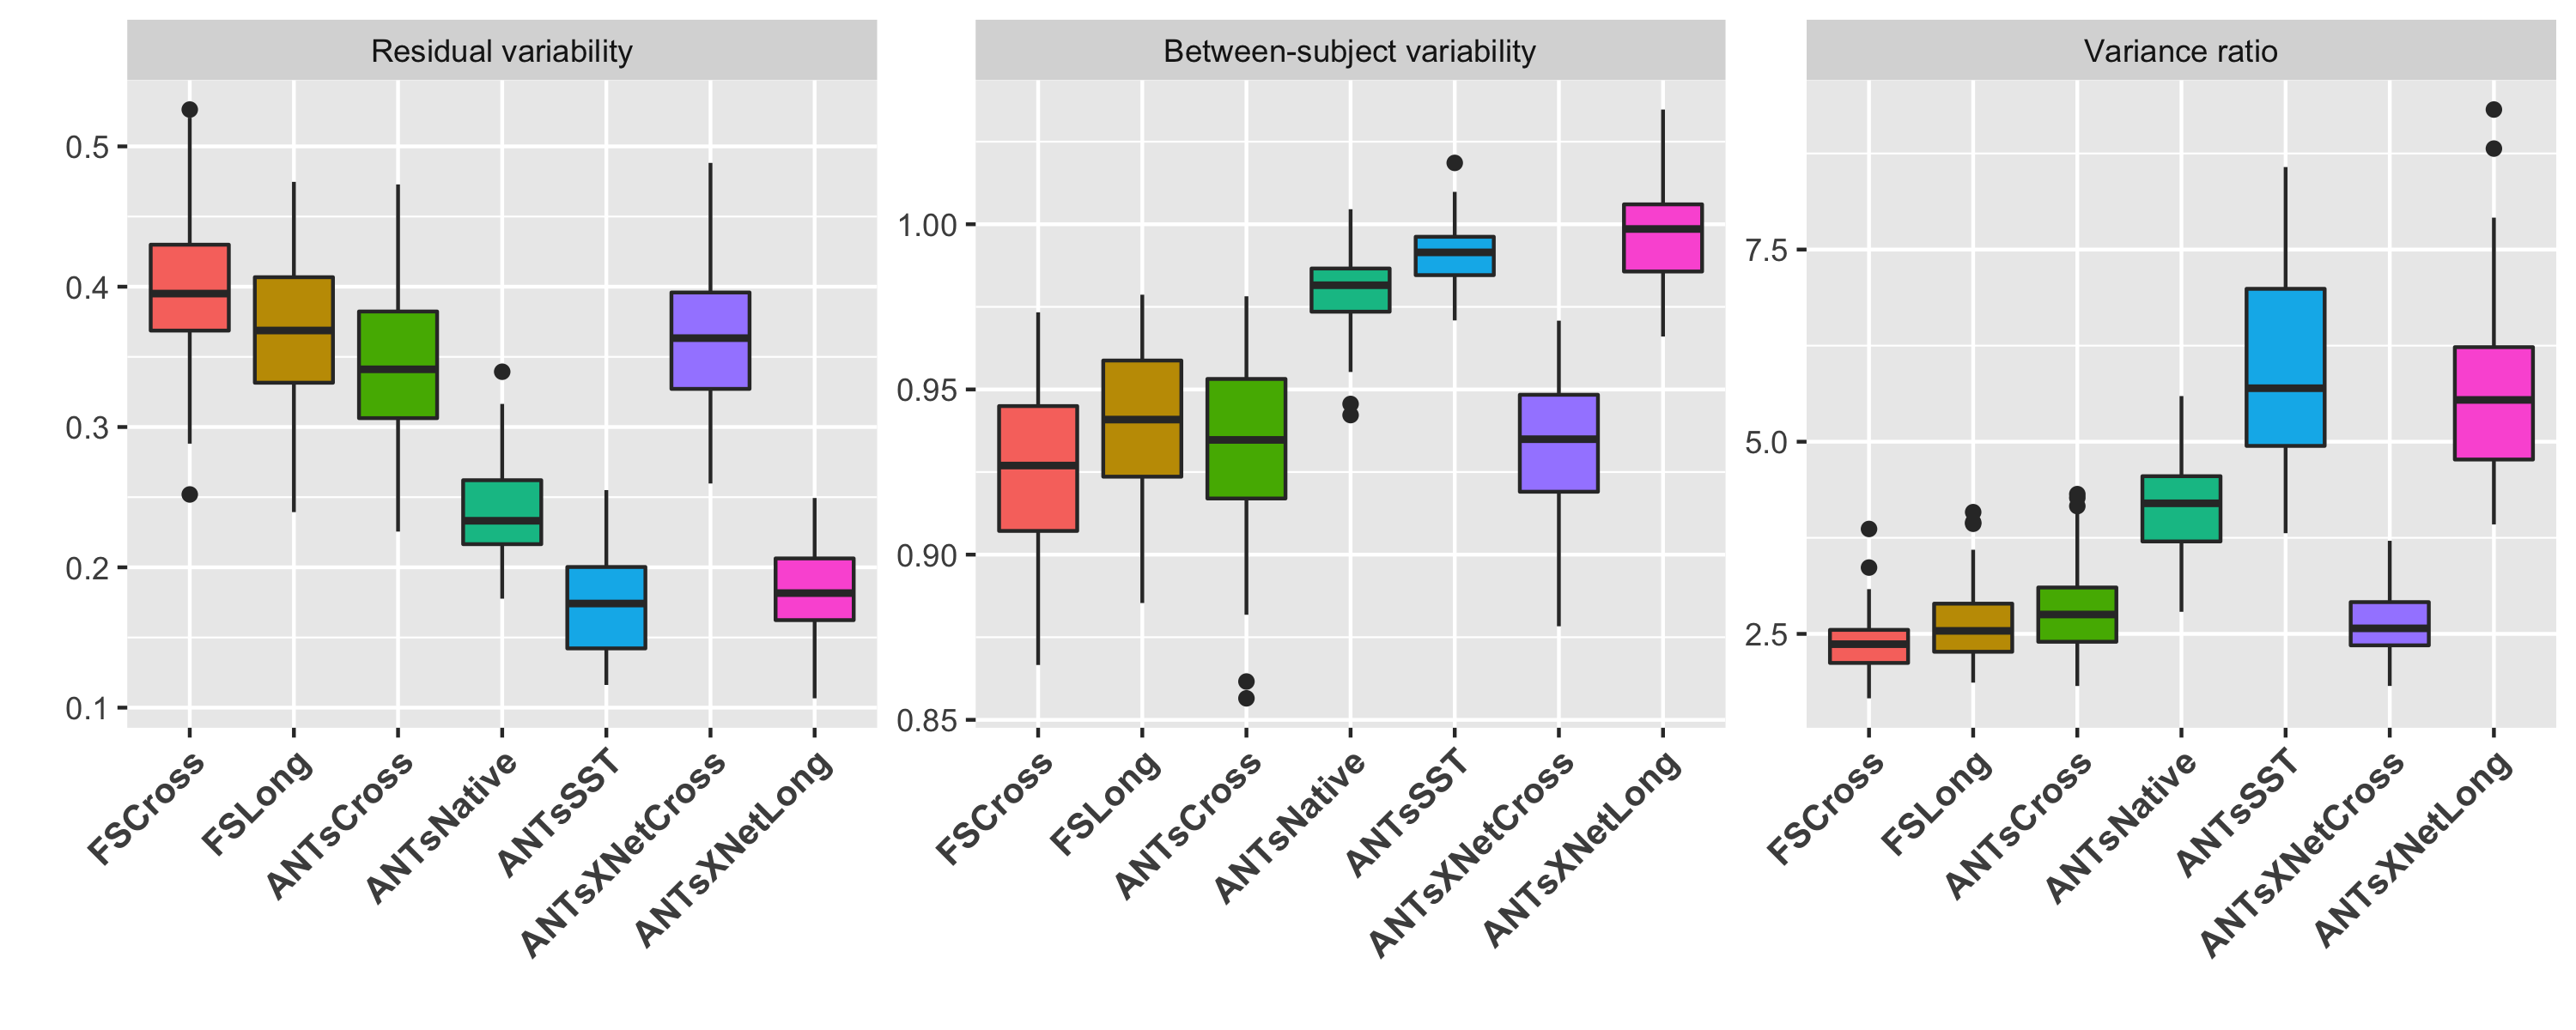 Residual variability
Between-subject variability
Variance ratio
0.5
0.4
0.3
0.2
0.1
1.00
0.95
0.90
0.85
7.5
5.0
2.5
FSCross
FSLong
ANTsCross
ANTsNative
ANTsSST
ANTsXNetCross
ANTsXNetLong
FSCross
FSLong
ANTsCross
ANTsNative
ANTsSST
ANTsXNetCross
ANTsXNetLong
FSCross
FSLong
ANTsCross
ANTsNative
ANTsSST
ANTsXNetCross
ANTsXNetLong